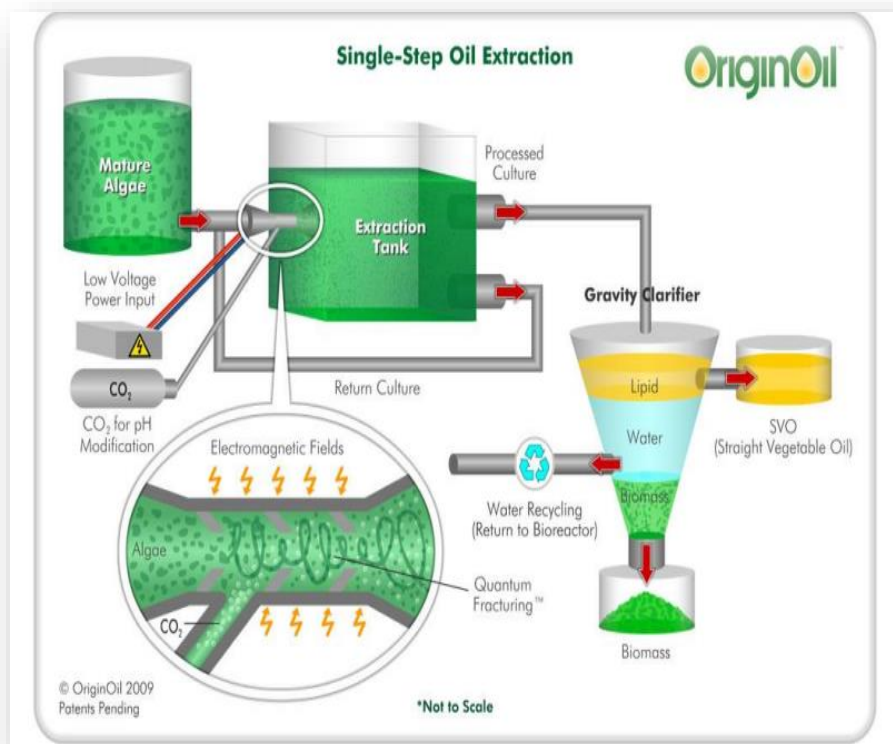 Single-Step Oil Extraction
OriginOil™
Mature
Algae
Processed
Culture
Extraction
Tank
Low Voltage
Power Input
Gravity Clarifier
CO2
Return Culture
Lipid
CO2 for pH
Modification
SVO
(Straight Vegetable Oil)
Water
Electromagnetic Fields
Biomass
Water Recycling
(Return to Bioreactor)
Algae
Quantum
Fracturing™
CO2
Biomass
© OriginOil 2009
Patents Pending
*Not to Scale